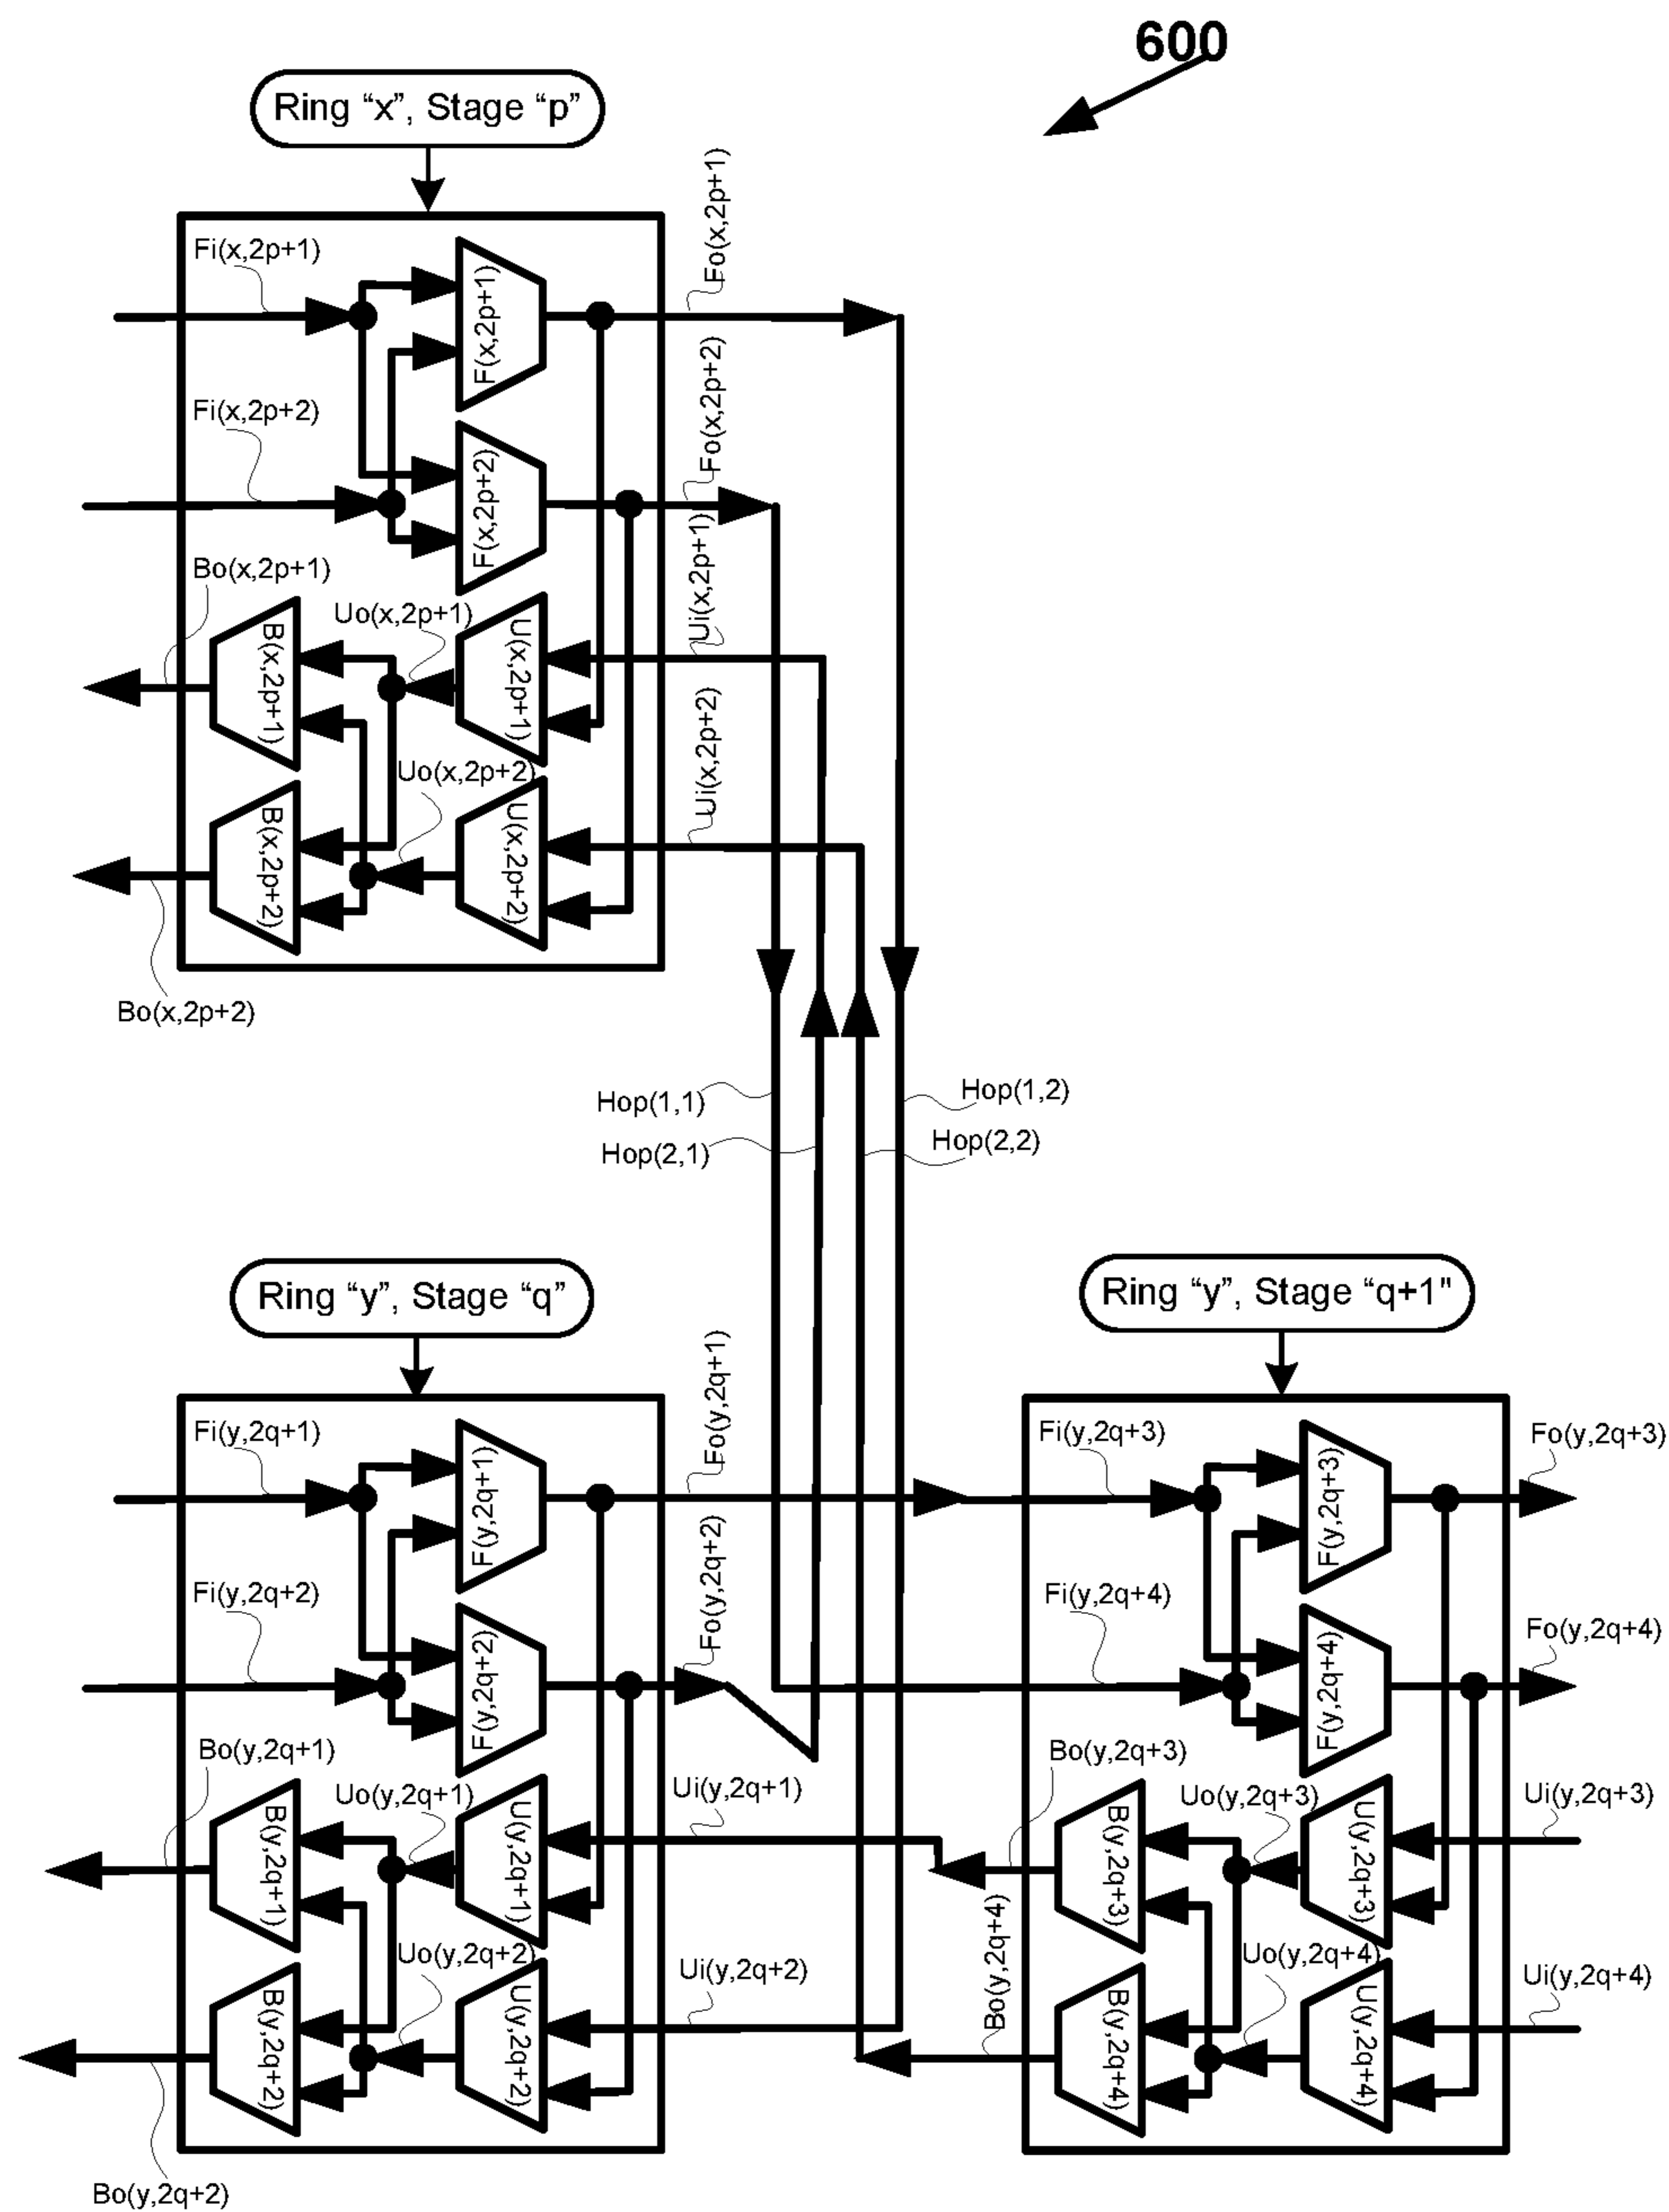 600
Ring “x”, Stage “p”
Fo(x,2p+1)
Fi(x,2p+1)
F(x,2p+1)
Fo(x,2p+2)
Fi(x,2p+2)
F(x,2p+2)
Ui(x,2p+1)
Bo(x,2p+1)
Uo(x,2p+1)
B(x,2p+1)
U(x,2p+1)
Ui(x,2p+2)
Uo(x,2p+2)
B(x,2p+2)
U(x,2p+2)
Bo(x,2p+2)
Hop(1,1)
Hop(1,2)
Hop(2,1)
Hop(2,2)
Ring “y”, Stage “q”
Ring “y”, Stage “q+1"
Fo(y,2q+1)
Fi(y,2q+1)
F(y,2q+1)
Fi(y,2q+3)
F(y,2q+3)
Fo(y,2q+3)
Fo(y,2q+2)
Fi(y,2q+2)
F(y,2q+2)
Fi(y,2q+4)
F(y,2q+4)
Fo(y,2q+4)
Bo(y,2q+1)
Uo(y,2q+1)
B(y,2q+1)
U(y,2q+1)
Ui(y,2q+1)
Bo(y,2q+3)
Uo(y,2q+3)
B(y,2q+3)
U(y,2q+3)
Ui(y,2q+3)
Uo(y,2q+2)
B(y,2q+2)
U(y,2q+2)
Ui(y,2q+2)
Bo(y,2q+4)
Uo(y,2q+4)
B(y,2q+4)
U(y,2q+4)
Ui(y,2q+4)
Bo(y,2q+2)